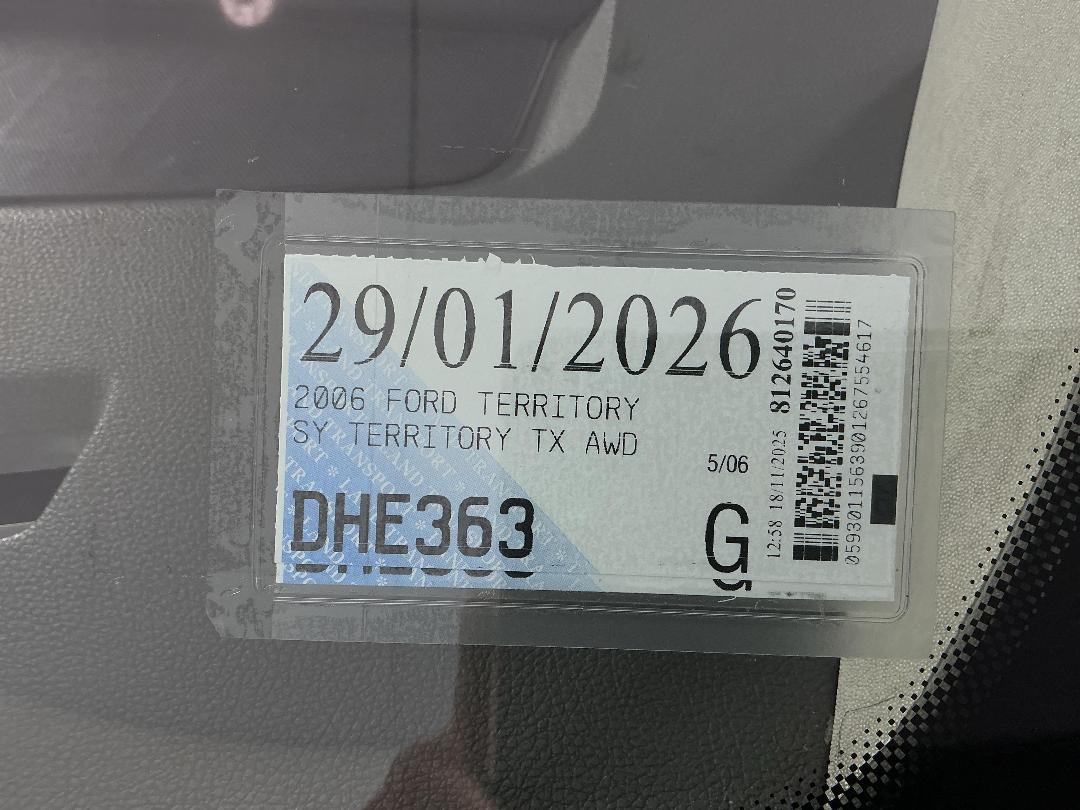 29/01/2026
2006 FORD TERRITORY
SY TERRITORY TX AWD
5/06
DHE363
G
12:58 18/11/2025 812640170
0593011563901267554617